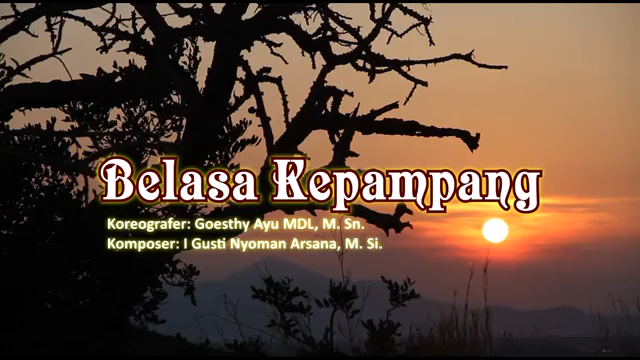 Belasa Kepampang
Koreografer: Goesthy Ayu MDL, M. Sn.
Komposer: I Gusti Nyoman Arsana, M. Si.